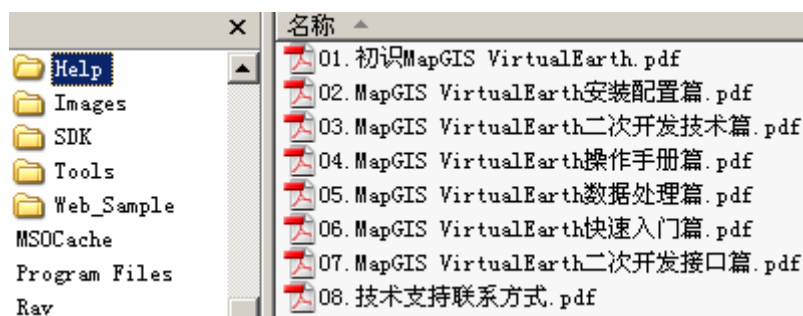 Help
Images
SDK
Tools
Web_Sample
MSOCache
Program Files
Rav
名称
01.初识MapGIS VirtualEarth.pdf
02.MapGIS VirtualEarth安装配置篇.pdf
03.MapGIS VirtualEarth二次开发技术篇.pdf
04.MapGIS VirtualEarth操作手册篇.pdf
05.MapGIS VirtualEarth数据处理篇.pdf
06.MapGIS VirtualEarth快速入门篇.pdf
07.MapGIS VirtualEarth二次开发接口篇.pdf
08.技术支持联系方式.pdf